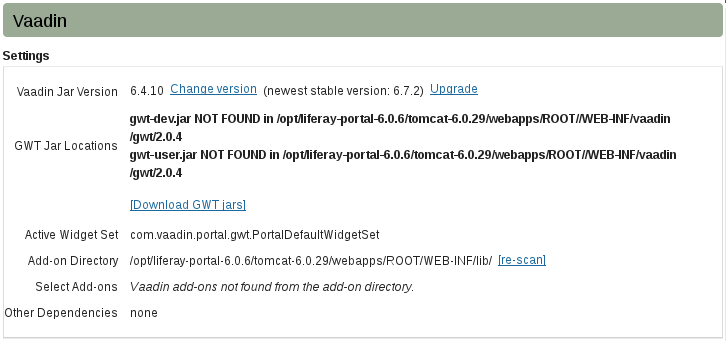 Vaadin
Settings
Vaadin Jar Version 6.4.10 Change version (newest stable version: 6.7.2) Upgrade
GWT Jar Locations
gwt-dev.jar NOT FOUND in /opt/liferay-portal-6.0.6/tomcat-6.0.29/webapps/ROOT//WEB-INF/vaadin
/gwt/2.0.4
gwt-user.jar NOT FOUND in /opt/liferay-portal-6.0.6/tomcat-6.0.29/webapps/ROOT//WEB-INF/vaadin
/gwt/2.0.4
[Download GWT jars]
Active Widget Set com.vaadin.portal.gwt.PortalDefaultWidgetSet
Add-on Directory /opt/liferay-portal-6.0.6/tomcat-6.0.29/webapps/ROOT/WEB-INF/lib/ [re-scan]
Select Add-ons Vaadin add-ons not found from the add-on directory.
Other Dependencies none